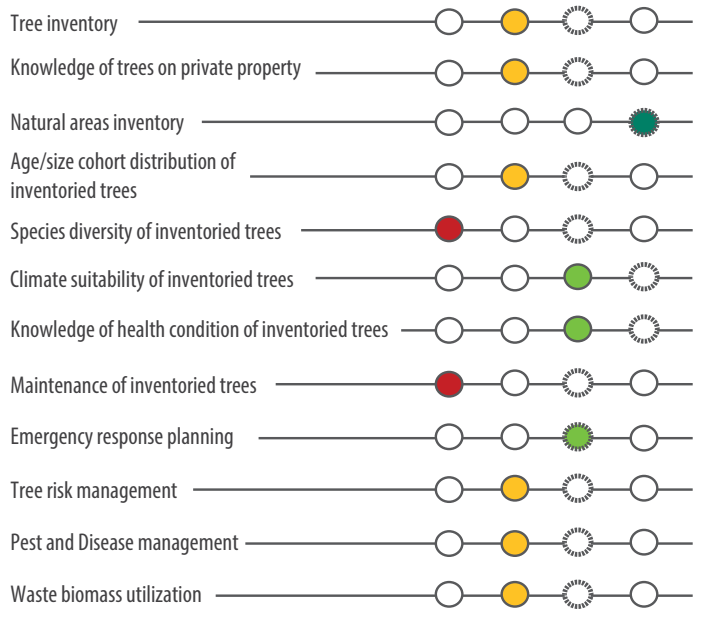 Tree inventory
Knowledge of trees on private property
Natural areas inventory
Age/size cohort distribution of
inventoried trees
Species diversity of inventoried trees
Climate suitability of inventoried trees
Knowledge of health condition of inventoried trees
Maintenance of inventoried trees
Emergency response planning
Tree risk management
Pest and Disease management
Waste biomass utilization